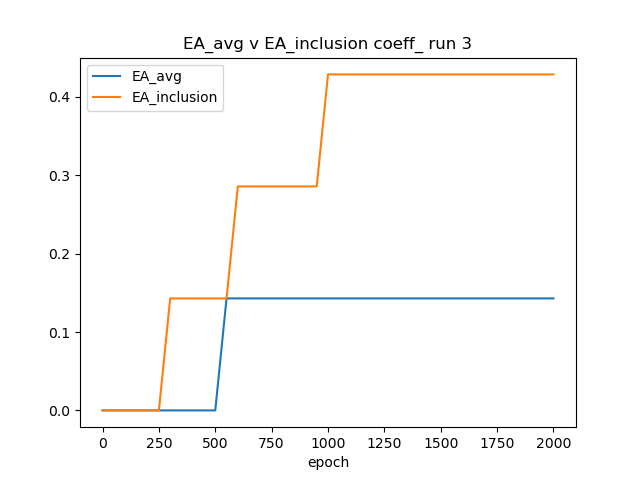 EA_avg v EA_inclusion coeff_ run 3
EA_avg
EA_inclusion
0.4
0.3
0.2
0.1
0.0
0 250 500 750 1000 1250 1500 1750 2000
epoch